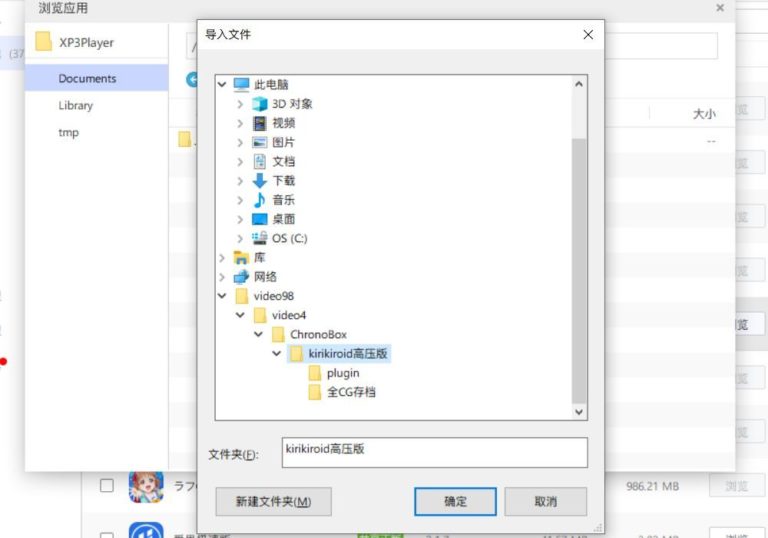 浏览应用
导入文件
XP3Player
Documents
Library
tmp
(37
大小
--
此电脑
3D 对象
视频
图片
文档
下载
音乐
桌面
OS (C:)
库
网络
video98
video4
ChronoBox
kirikiroid高压版
plugin
全CG存档
文件夹(F):
kirikiroid高压版
新建文件夹(M)
确定
取消
ラフ
986.21 MB
浏览